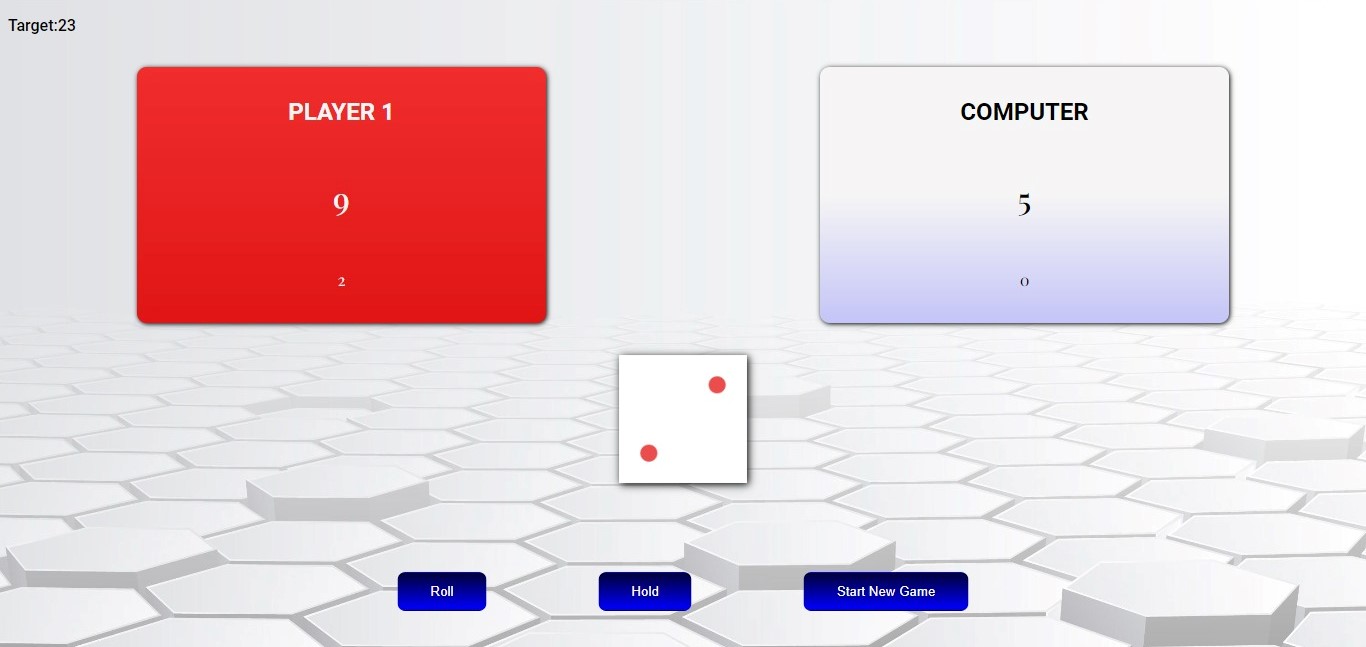 Target:23
PLAYER 1
9
2
COMPUTER
5
0
Roll
Hold
Start New Game